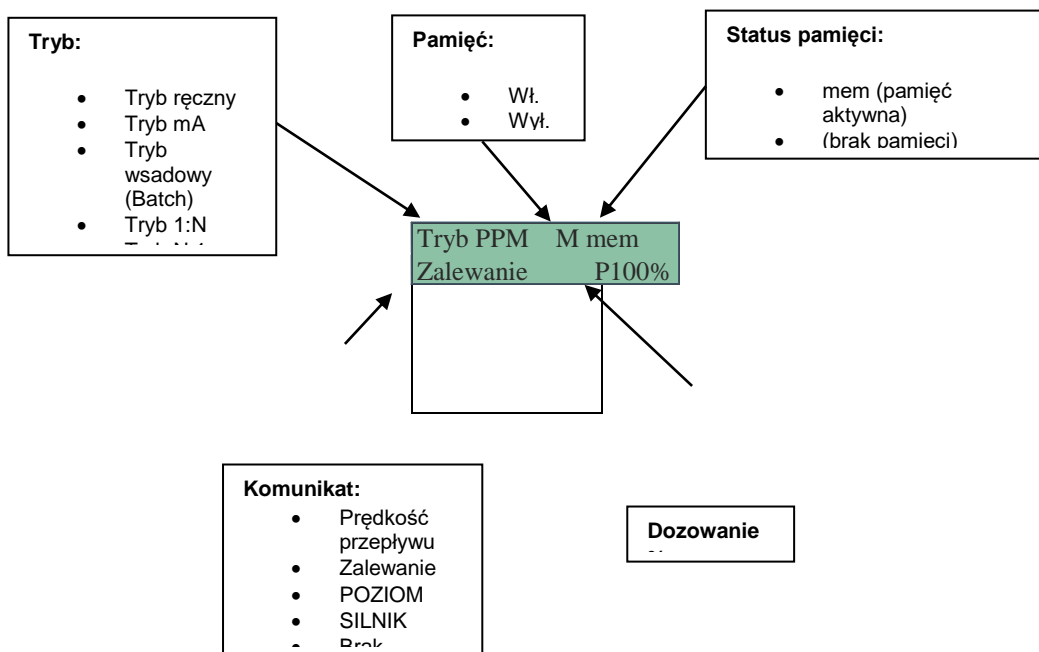 Tryb:
Tryb ręczny
Tryb mA
Tryb
wsadowy
(Batch)
Tryb 1:N
Pamięć:
Wł.
Wył.
Status pamięci:
mem (pamięć
aktywna)
(brak pamięci)
Tryb PPM M mem
Zalewanie P100%
Komunikat:
Prędkość
przepływu
Zalewanie
POZIOM
SILNIK
Brak
Dozowanie